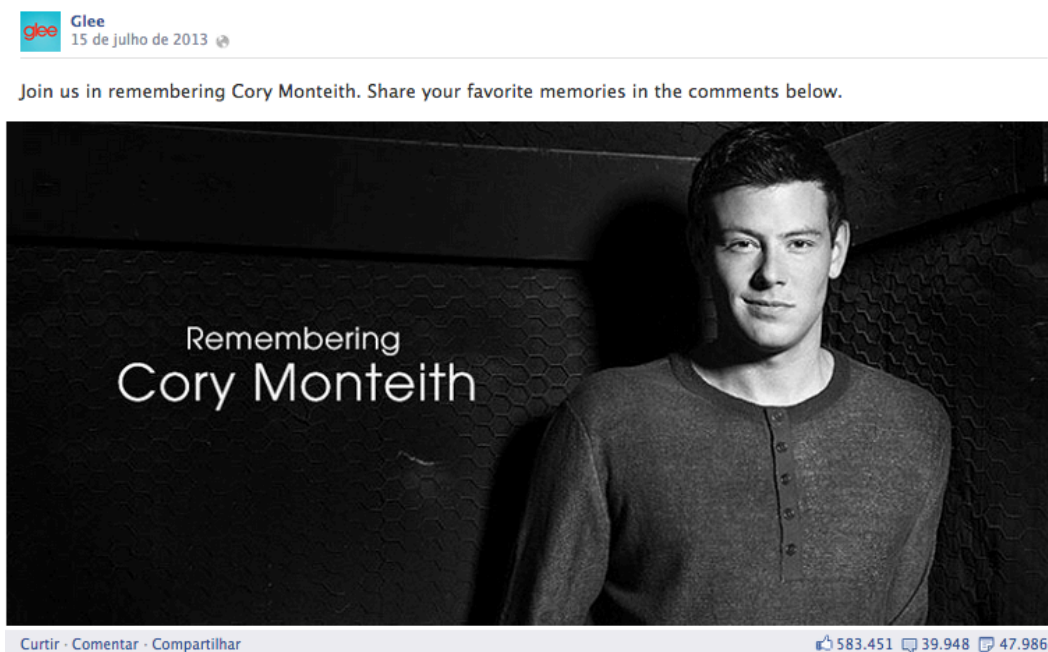 glee
Glee
15 de julho de 2013
Join us in remembering Cory Monteith. Share your favorite memories in the comments below.
Remembering
Cory Monteith
Curtir · Comentar · Compartilhar 583.451 39.948 47.986